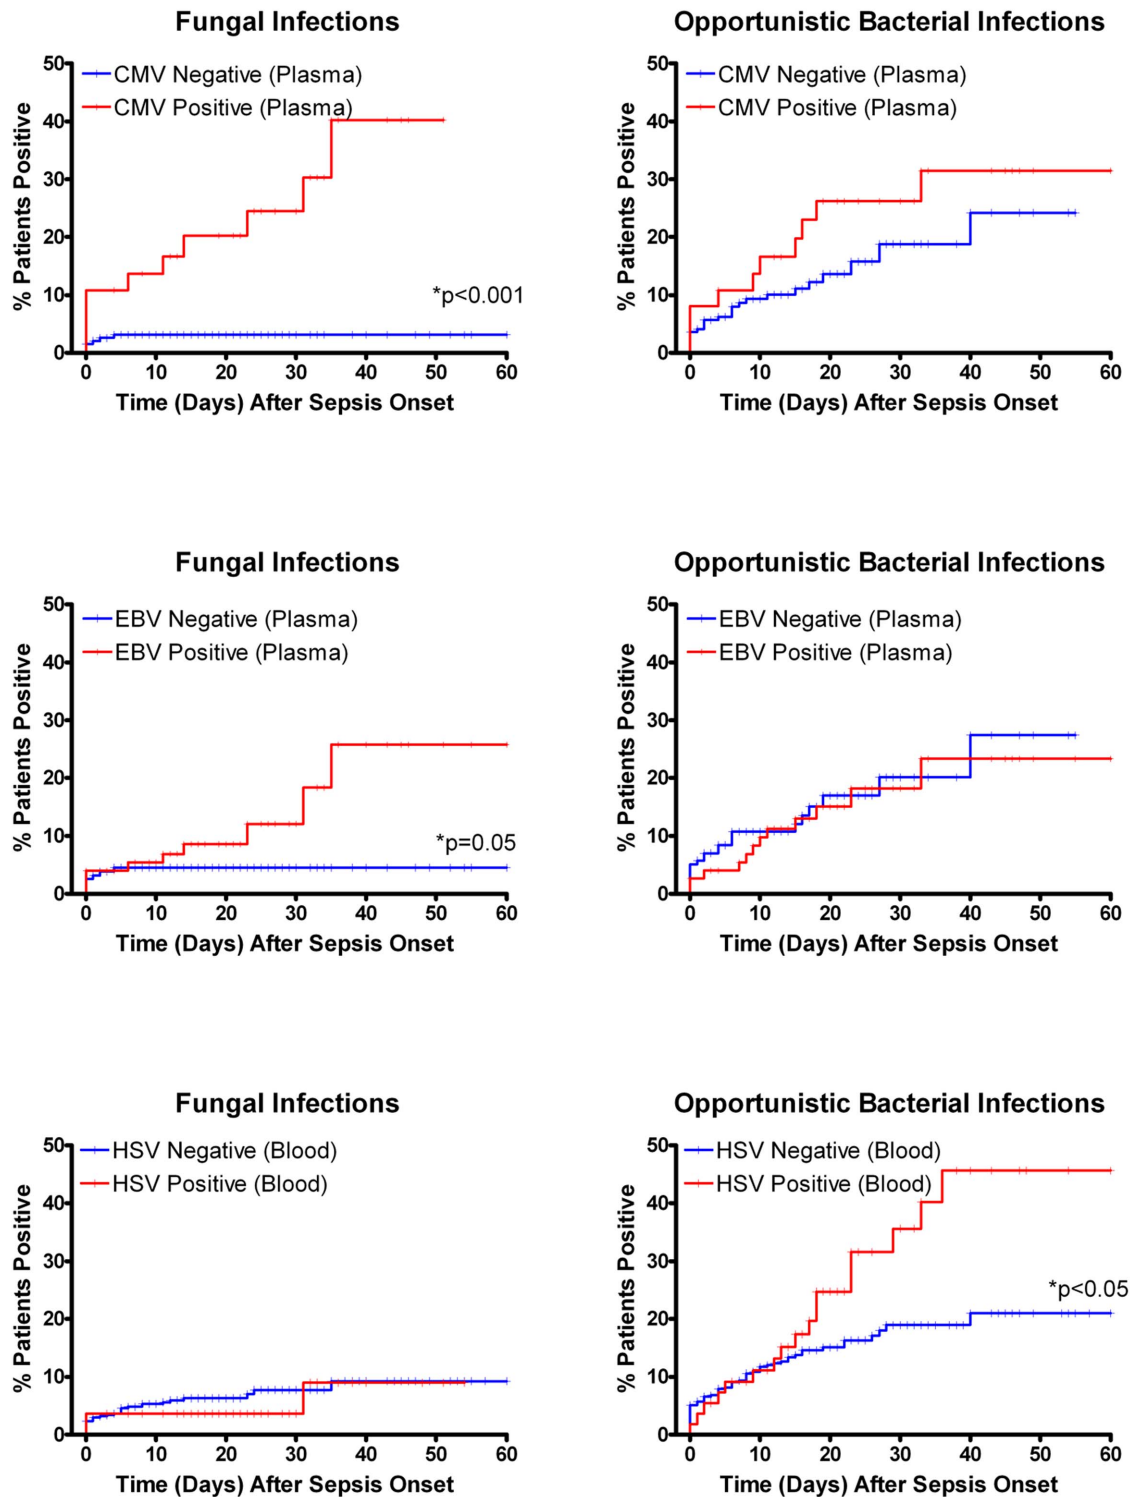 Fungal Infections
% Patients Positive
50
40
30
20
10
0
CMV Negative (Plasma)
CMV Positive (Plasma)
*p<0.001
0 10 20 30 40 50 60
Time (Days) After Sepsis Onset
Opportunistic Bacterial Infections
% Patients Positive
50
40
30
20
10
0
CMV Negative (Plasma)
CMV Positive (Plasma)
0 10 20 30 40 50 60
Time (Days) After Sepsis Onset
Fungal Infections
% Patients Positive
50
40
30
20
10
0
EBV Negative (Plasma)
EBV Positive (Plasma)
*p=0.05
0 10 20 30 40 50 60
Time (Days) After Sepsis Onset
Opportunistic Bacterial Infections
% Patients Positive
50
40
30
20
10
0
EBV Negative (Plasma)
EBV Positive (Plasma)
0 10 20 30 40 50 60
Time (Days) After Sepsis Onset
Fungal Infections
% Patients Positive
50
40
30
20
10
0
HSV Negative (Blood)
HSV Positive (Blood)
0 10 20 30 40 50 60
Time (Days) After Sepsis Onset
Opportunistic Bacterial Infections
% Patients Positive
50
40
30
20
10
0
HSV Negative (Blood)
HSV Positive (Blood)
*p<0.05
0 10 20 30 40 50 60
Time (Days) After Sepsis Onset